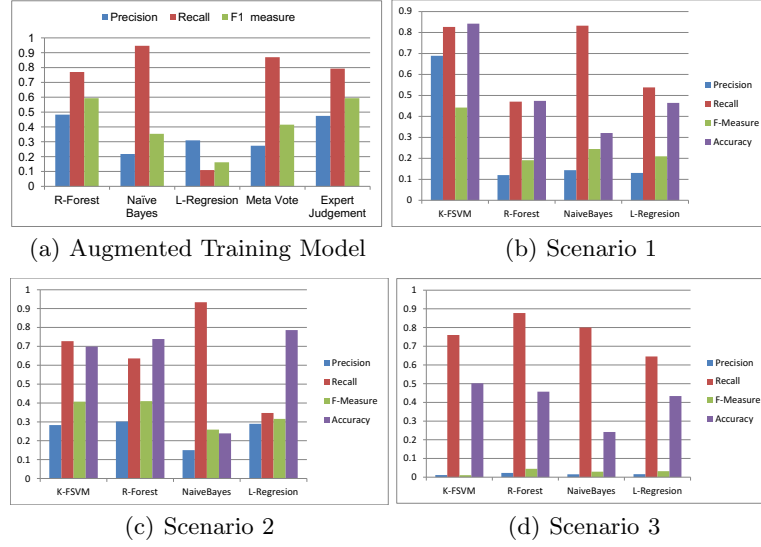 Precision Recall F1 measure
1
0.9
0.8
0.7
0.6
0.5
0.4
0.3
0.2
0.1
0
R-Forest Naïve Bayes L-Regresion Meta Vote Expert Judgement
(a) Augmented Training Model
0.9
0.8
0.7
0.6
0.5
0.4
0.3
0.2
0.1
0
K-FSVM R-Forest NaiveBayes L-Regresion
Precision
Recall
F-Measure
Accuracy
(b) Scenario 1
1
0.9
0.8
0.7
0.6
0.5
0.4
0.3
0.2
0.1
0
K-FSVM R-Forest NaiveBayes L-Regresion
Precision
Recall
F-Measure
Accuracy
(c) Scenario 2
1
0.9
0.8
0.7
0.6
0.5
0.4
0.3
0.2
0.1
0
K-FSVM R-Forest NaiveBayes L-Regresion
Precision
Recall
F-Measure
Accuracy
(d) Scenario 3